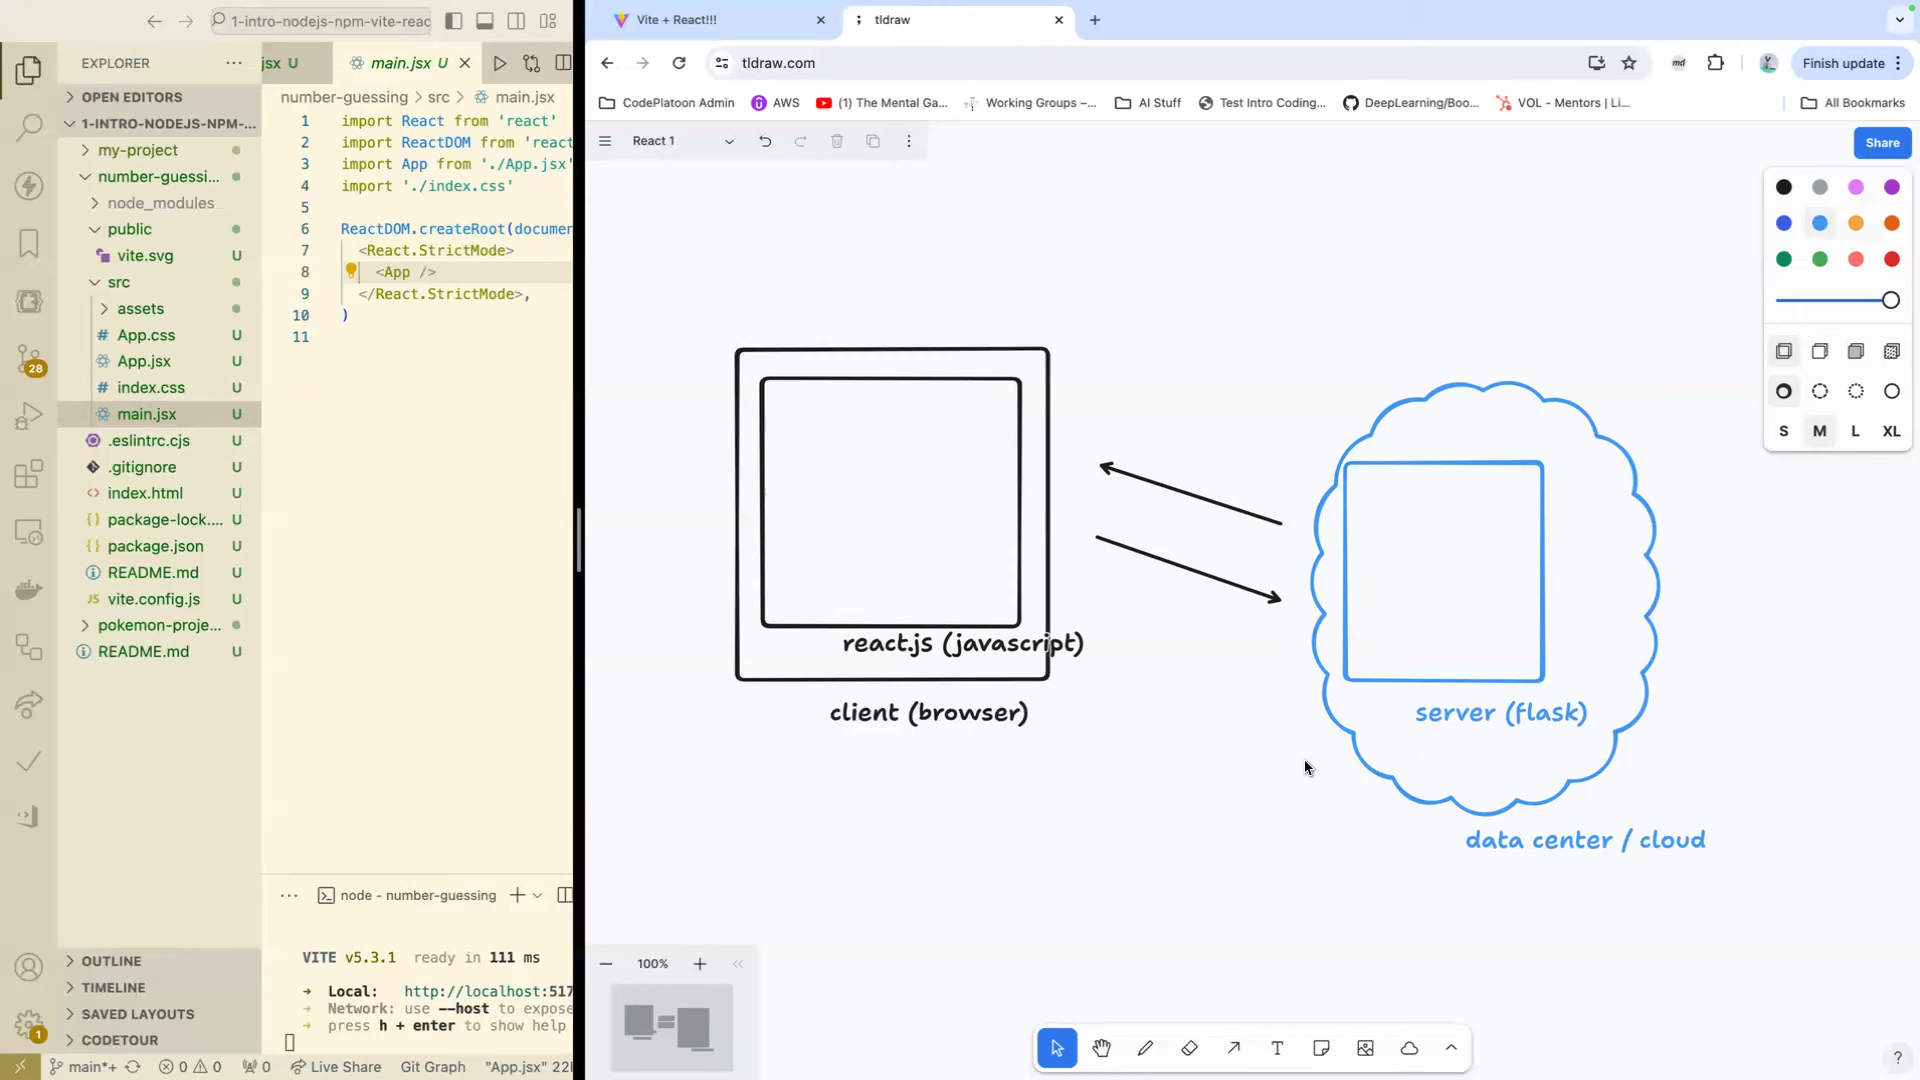 1-intro-nodejs-npm-vite-reac
EXPLORER
OPEN EDITORS
1-INTRO-NODEJS-NPM-...
my-project
number-guessi...
node_modules
public
vite.svg U
src
assets
# App.css U
App.jsx U
# index.css U
main.jsx U
.eslintrc.cjs U
.gitignore U
<> index.html U
{} package-lock.... U
{} package.json U
README.md U
JS vite.config.js U
pokemon-proje...
README.md U
OUTLINE
TIMELINE
SAVED LAYOUTS
CODETOUR
28
1
jsx U
main.jsx U
number-guessing > src > main.jsx
1 import React from 'react'
2 import ReactDOM from 'react
3 import App from './App.jsx'
4 import './index.css'
5
6 ReactDOM.createRoot(documen
7 <React.StrictMode>
8 <App />
9 </React.StrictMode>,
10 )
11
node - number-guessing
VITE v5.3.1 ready in 111 ms
➜ Local: http://localhost:517
➜ Network: use --host to expose
➜ press h + enter to show help
main*+ 0 0 0 Live Share Git Graph "App.jsx" 22
Vite + React!!!
tldraw
tldraw.com
md
Finish update
CodePlatoon Admin
AWS
(1) The Mental Ga...
Working Groups –...
AI Stuff
Test Intro Coding...
DeepLearning/Boo...
VOL - Mentors | Li...
All Bookmarks
React 1
Share
S M L XL
react.js (javascript)
client (browser)
server (flask)
data center / cloud
100%
T
?